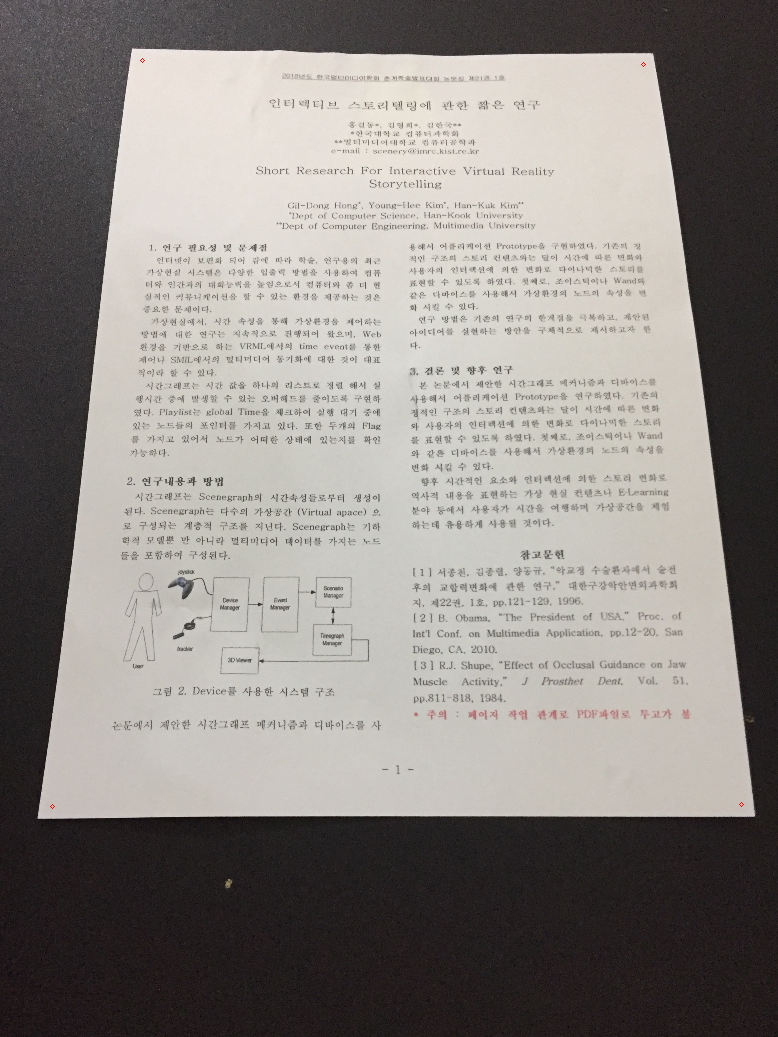 2018년도 한국멀티미디어학회 춘계학술발표대회 논문집 제21권 1호
인터랙티브 스토리텔링에 관한 짧은 연구
홍길동*, 김영희*, 김한국**
*한국대학교 컴퓨터과학화
**멀티미디어대학교 컴퓨터공학과
e-mail : scenery@imrc.kist.re.kr
Short Research For Interactive Virtual Reality
Storytelling
Gil-Dong Hong*, Young-Hee Kim*, Han-Kuk Kim**
*Dept of Computer Science, Han-Kook University
**Dept of Computer Engineering, Multimedia University
1. 연구 필요성 및 문제점
인터넷이 보편화 되어 감에 따라 학술, 연구용의 최근
가상현실 시스템은 다양한 입출력 방법을 사용하여 컴퓨
터와 인간과의 대화능력을 높임으로서 컴퓨터와 좀 더 현
실적인 커뮤니케이션을 할 수 있는 환경을 제공하는 것은
중요한 문제이다.
가상현실에서, 시간 속성을 통해 가상환경을 제어하는
방법에 대한 연구는 지속적으로 진행되어 왔으며, Web
환경을 기반으로 하는 VRML에서의 time event를 통한
제어나 SMIL에서의 멀티미디어 동기화에 대한 것이 대표
적이라 할 수 있다.
시간그래프는 시간 값을 하나의 리스트로 정렬 해서 실
행시간 중에 발생할 수 있는 오버헤드를 줄이도록 구현하
였다. Playlist는 global Time을 체크하여 실행 대기 중에
있는 노드들의 포인터를 가지고 있다. 또한 두개의 Flag
를 가지고 있어서 노드가 어떠한 상태에 있는지를 확인
가능하다.
2. 연구내용과 방법
시간그래프는 Scenegraph의 시간속성들로부터 생성이
된다. Scenegraph는 다수의 가상공간 (Virtual apace) 으
로 구성되는 계층적 구조를 지닌다. Scenegraph는 기하
학적 모델뿐 만 아니라 멀티미디어 데이터를 가지는 노드
들을 포함하여 구성된다.
joystick
Device
Manager
Event
Manager
Scenario
Manager
Timegraph
Manager
tracker
3D Viewer
User
그림 2. Device를 사용한 시스템 구조
논문에서 제안한 시간그래프 메커니즘과 디바이스를 사
용해서 어플리케이션 Prototype을 구현하였다. 기존의 정
적인 구조의 스토리 컨텐츠와는 달이 시간에 따른 변화와
사용자의 인터랙션에 의한 변화로 다이나믹한 스토리를
표현할 수 있도록 하였다. 첫째로, 조이스틱이나 Wand와
같은 디바이스를 사용해서 가상환경의 노드의 속성을 변
화 시킬 수 있다.
연구 방법은 기존의 연구의 한계점을 극복하고, 제안된
아이디어를 실현하는 방안을 구체적으로 제시하고자 한
다.
3. 결론 및 향후 연구
본 논문에서 제안한 시간그래프 메커니즘과 디바이스를
사용해서 어플리케이션 Prototype을 연구하였다. 기존의
정적인 구조의 스토리 컨텐츠와는 달이 시간에 따른 변화
와 사용자의 인터랙션에 의한 변화로 다이나믹한 스토리
를 표현할 수 있도록 하였다. 첫째로, 조이스틱이나 Wand
와 같은 디바이스를 사용해서 가상환경의 노드의 속성을
변화 시킬 수 있다.
향후 시간적인 요소와 인터랙션에 의한 스토리 변화로
역사적 내용을 표현하는 가상 현실 컨텐츠나 E-Learning
분야 등에서 사용자가 시간을 여행하며 가상공간을 체험
하는데 유용하게 사용될 것이다.
참고문헌
[1] 서종천, 김종렬, 양동규, "악교정 수술환자에서 술전
후의 교합력변화에 관한 연구," 대한구강악안면외과학회
지, 제22권, 1호, pp.121-129, 1996.
[2] B. Obama, "The President of USA," Proc. of
Int'l Conf. on Multimedia Application, pp.12-20, San
Diego, CA, 2010.
[3] R.J. Shupe, "Effect of Occlusal Guidance on Jaw
Muscle Activity," J Prosthet Dent, Vol. 51,
pp.811-818, 1984.
* 주의 : 페이지 작업 관계로 PDF파일로 투고가 불
- 1 -